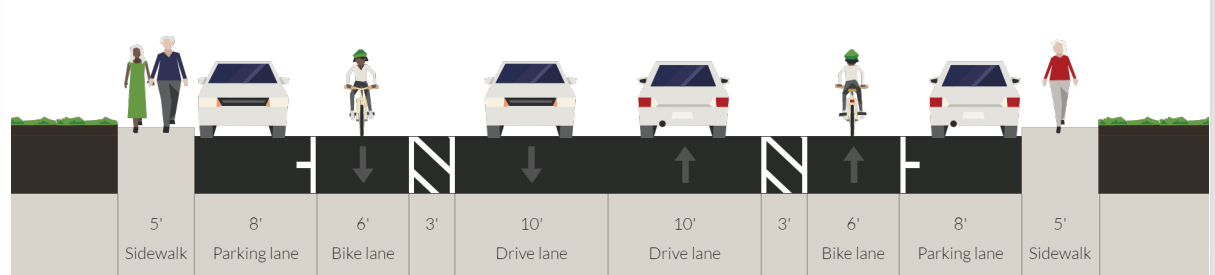 5' 8' 6' 3' 10' 10' 3' 6' 8' 5'
Sidewalk Parking lane Bike lane Drive lane Drive lane Bike lane Parking lane Sidewalk